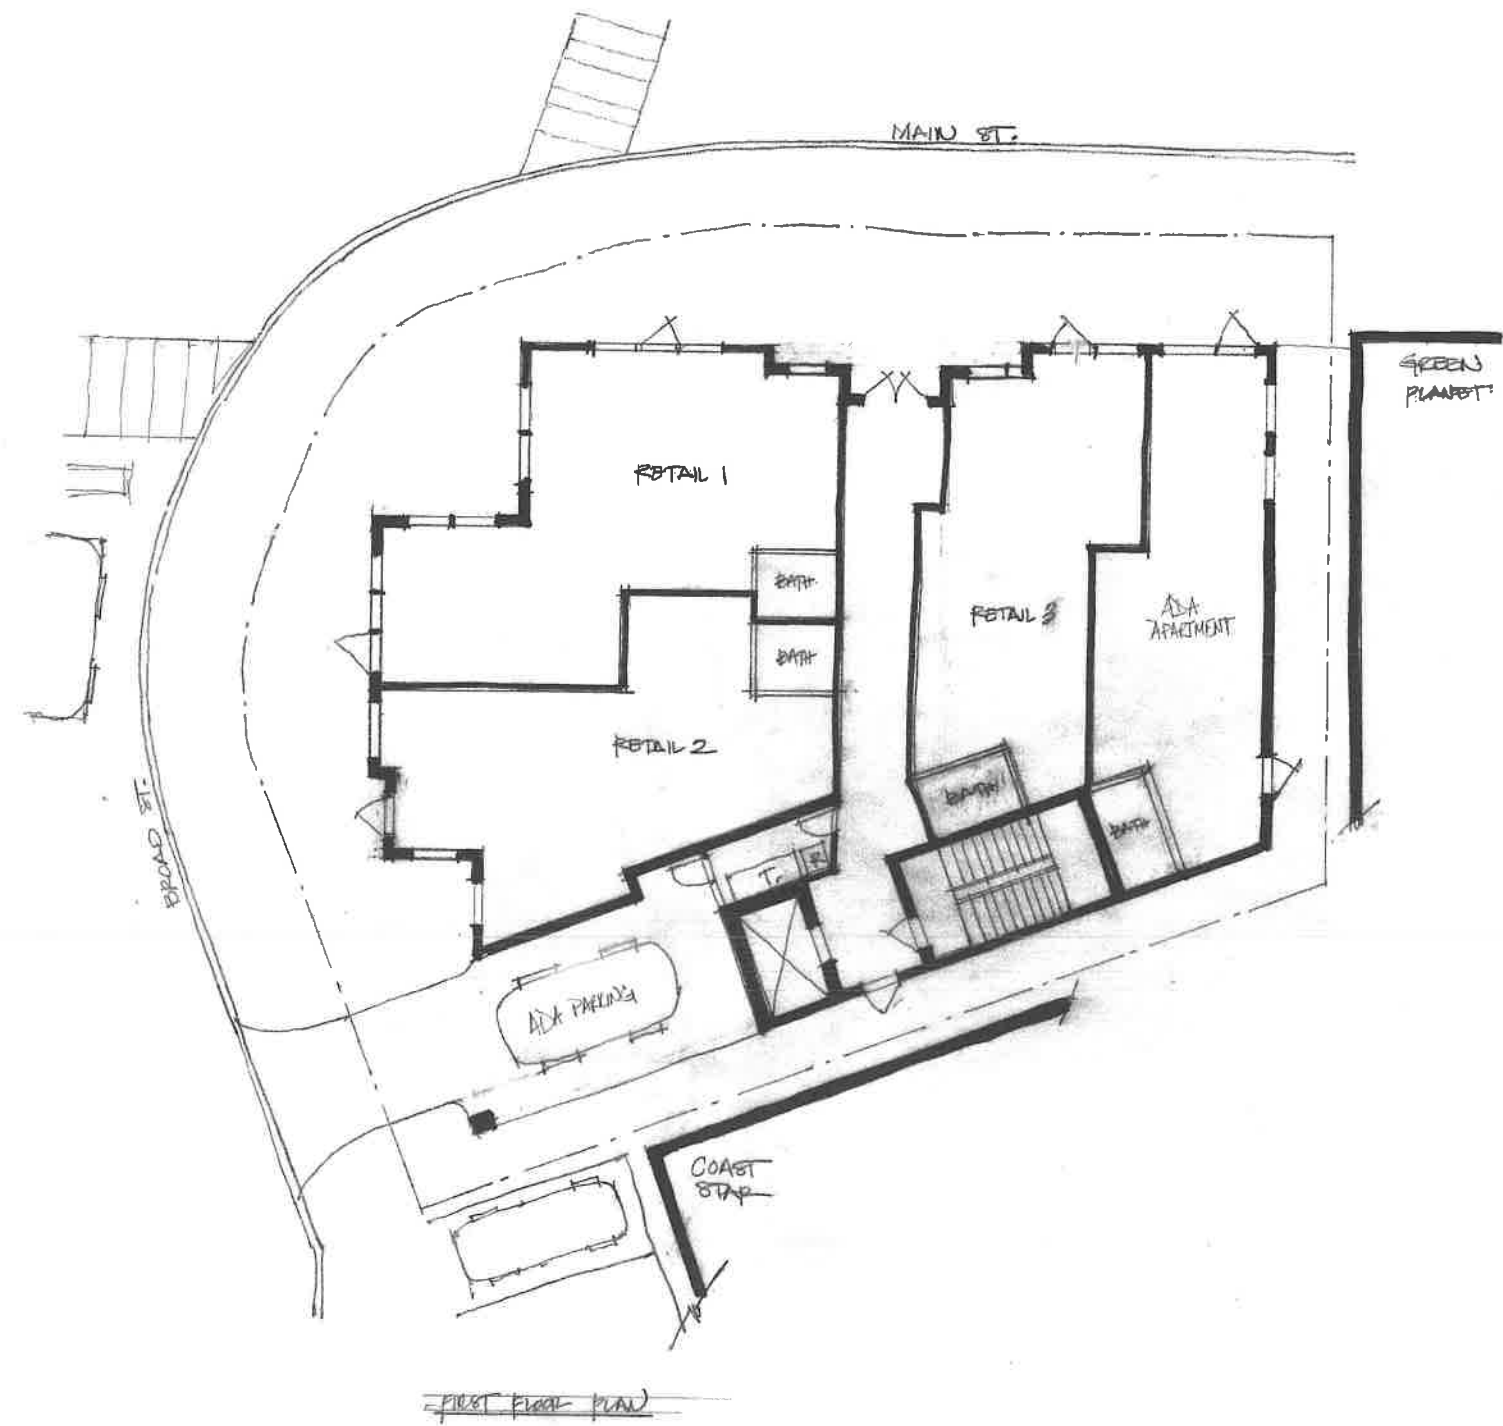 MAIN ST.
GREEN
PLANET
RETAIL 1
BATH
RETAIL 3
ADA
APARTMENT
BATH
RETAIL 2
BATH
BATH
BROAD ST.
R
T.
ADA PARKING
COAST
STAR
FIRST FLOOR PLAN